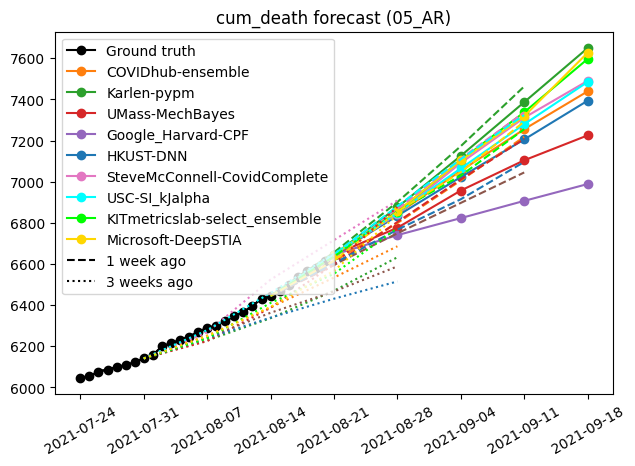 cum_death forecast (05_AR)
Ground truth
COVIDhub-ensemble
Karlen-pypm
UMass-MechBayes
Google_Harvard-CPF
HKUST-DNN
SteveMcConnell-CovidComplete
USC-SI_kJalpha
KITmetricslab-select_ensemble
Microsoft-DeepSTIA
1 week ago
3 weeks ago
7600
7400
7200
7000
6800
6600
6400
6200
6000
2021-07-24
2021-07-31
2021-08-07
2021-08-14
2021-08-21
2021-08-28
2021-09-04
2021-09-11
2021-09-18